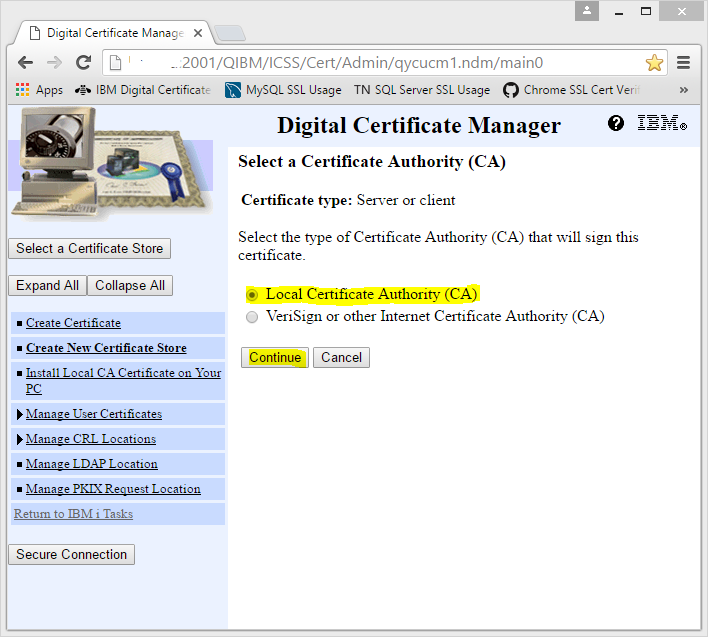 Digital Certificate Manage
:2001/QIBM/ICSS/Cert/Admin/qycucm1.ndm/main0
Apps IBM Digital Certificate MySQL SSL Usage TN SQL Server SSL Usage Chrome SSL Cert Veri »
Digital Certificate Manager
IBM
Select a Certificate Authority (CA)
Certificate type: Server or client
Select the type of Certificate Authority (CA) that will sign this
certificate.
Local Certificate Authority (CA)
VeriSign or other Internet Certificate Authority (CA)
Continue Cancel
Select a Certificate Store
Expand All Collapse All
Create Certificate
Create New Certificate Store
Install Local CA Certificate on Your
PC
Manage User Certificates
Manage CRL Locations
Manage LDAP Location
Manage PKIX Request Location
Return to IBM i Tasks
Secure Connection